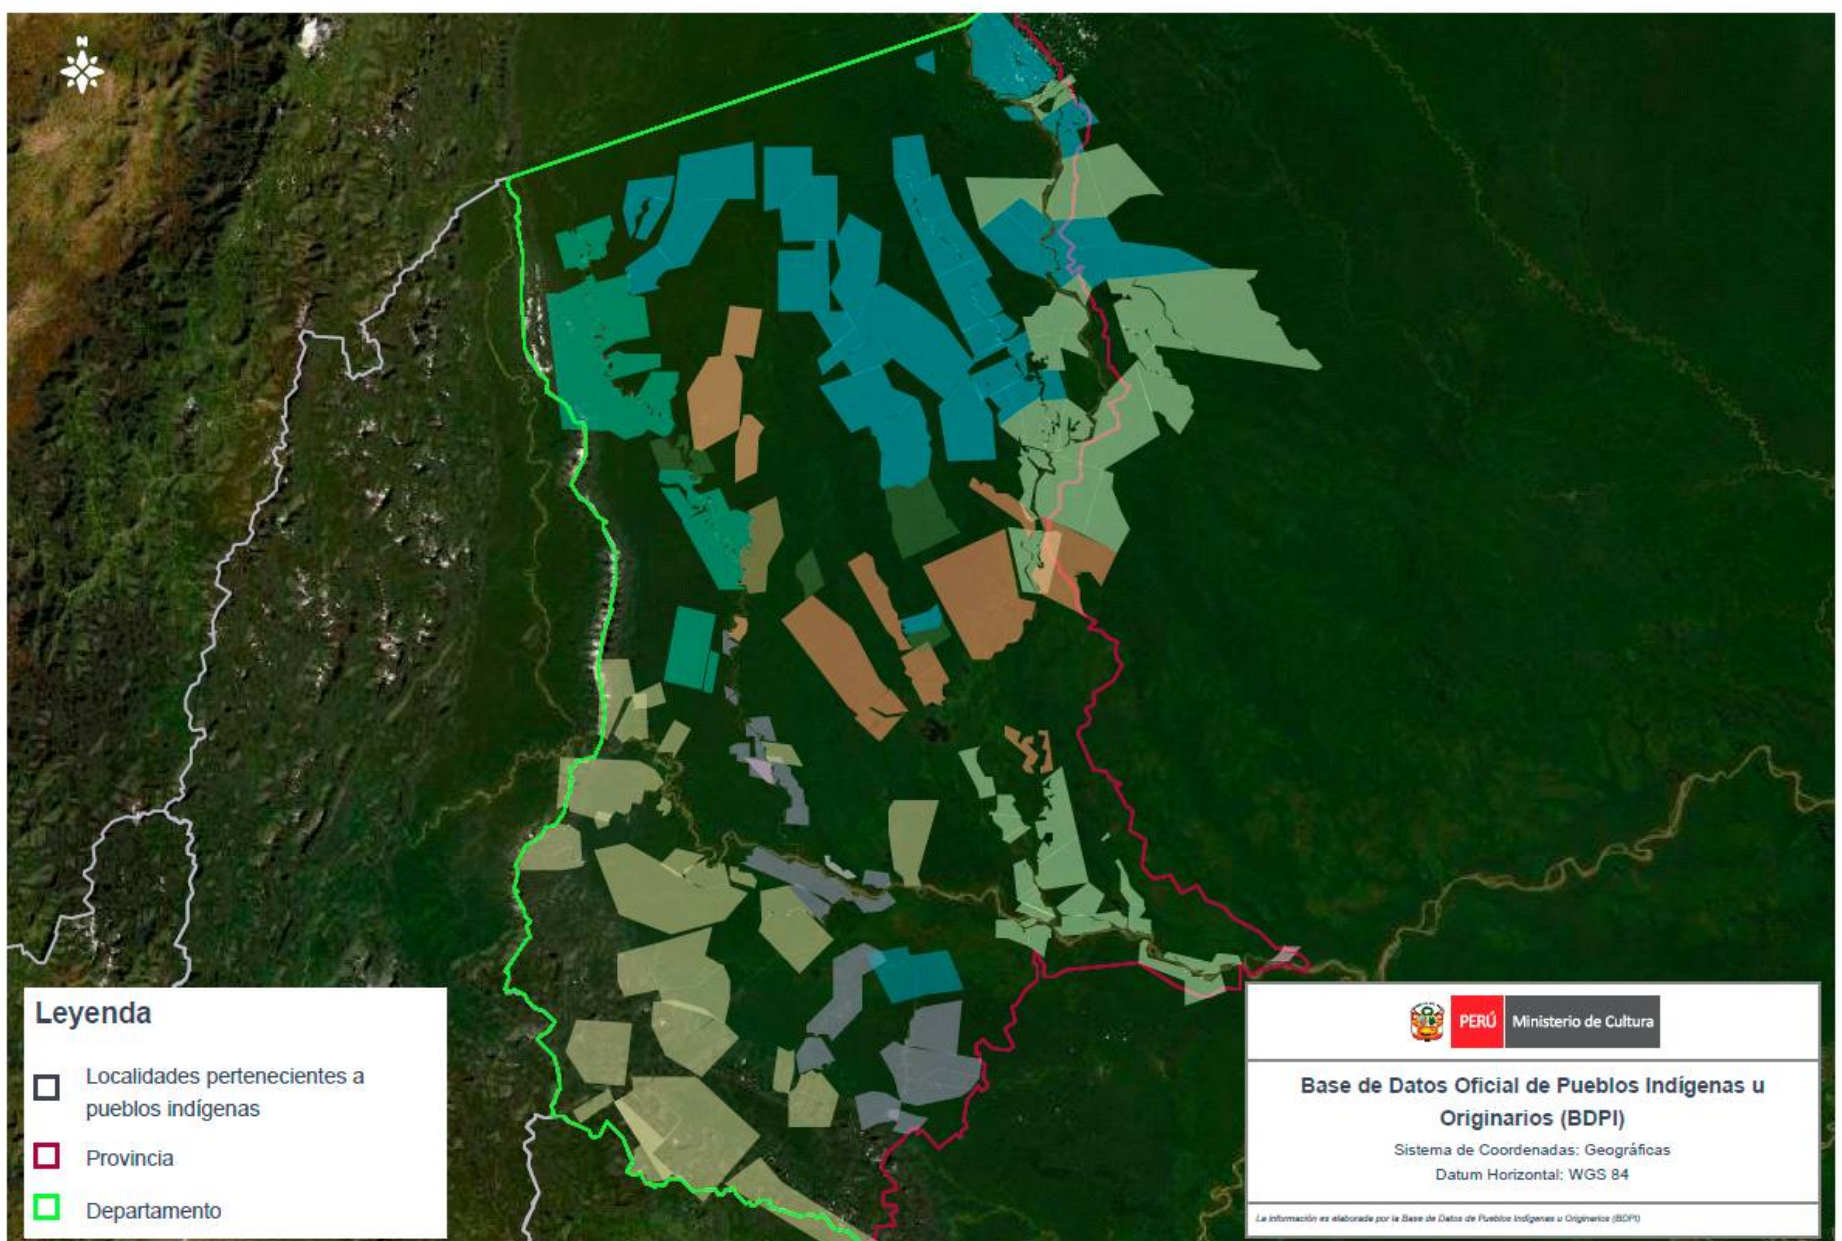 N
Leyenda
Localidades pertenecientes a
pueblos indígenas
Provincia
Departamento
PERÚ Ministerio de Cultura
Base de Datos Oficial de Pueblos Indígenas u
Originarios (BDPI)
Sistema de Coordenadas: Geográficas
Datum Horizontal: WGS 84
La información es elaborada por la Base de Datos de Pueblos Indígenas u Originarios (BDPI)